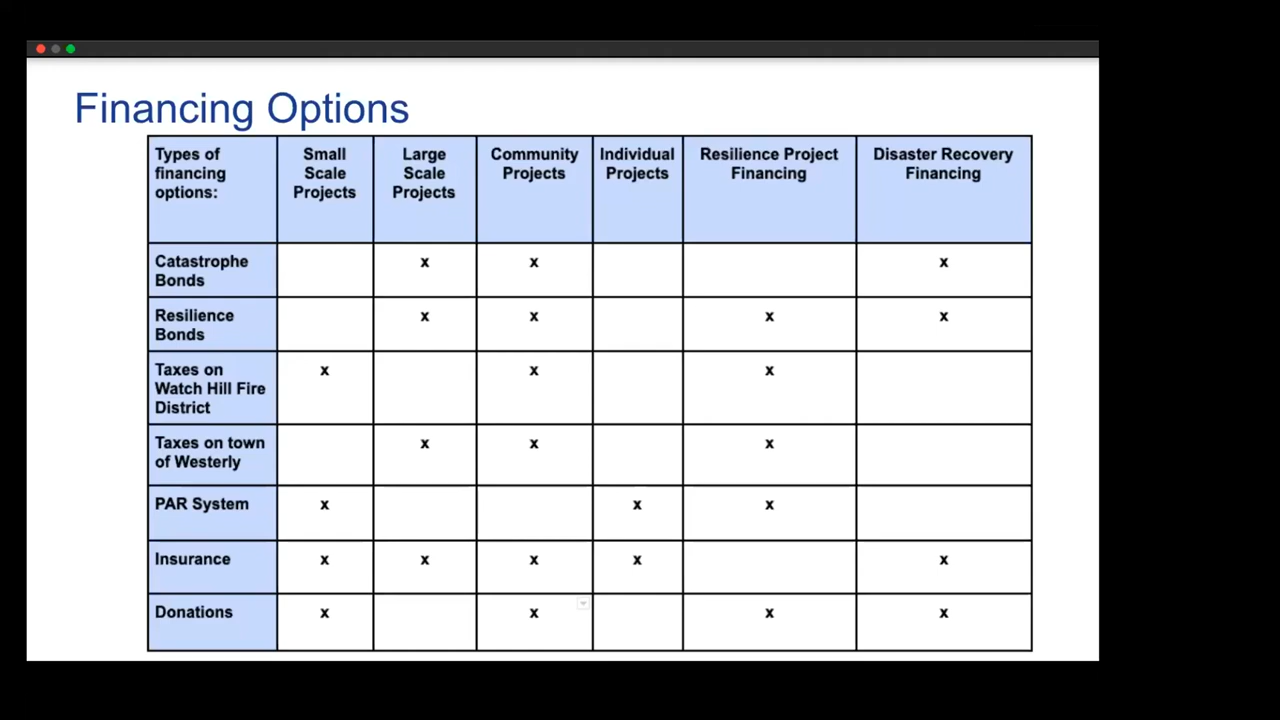 Financing Options
Types of
financing
options:
Small
Scale
Projects
Large
Scale
Projects
Community
Projects
Individual
Projects
Resilience Project
Financing
Disaster Recovery
Financing
Catastrophe
Bonds
x
x
x
Resilience
Bonds
x
x
x
x
Taxes on
Watch Hill Fire
District
x
x
x
Taxes on town
of Westerly
x
x
x
PAR System
x
x
x
Insurance
x
x
x
x
x
Donations
x
x
x
x